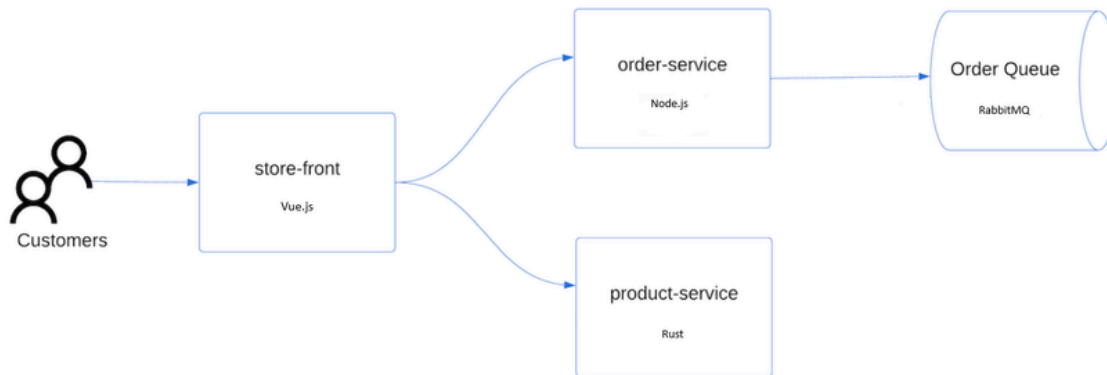 Customers
store-front
Vue.js
order-service
Node.js
Order Queue
RabbitMQ
product-service
Rust